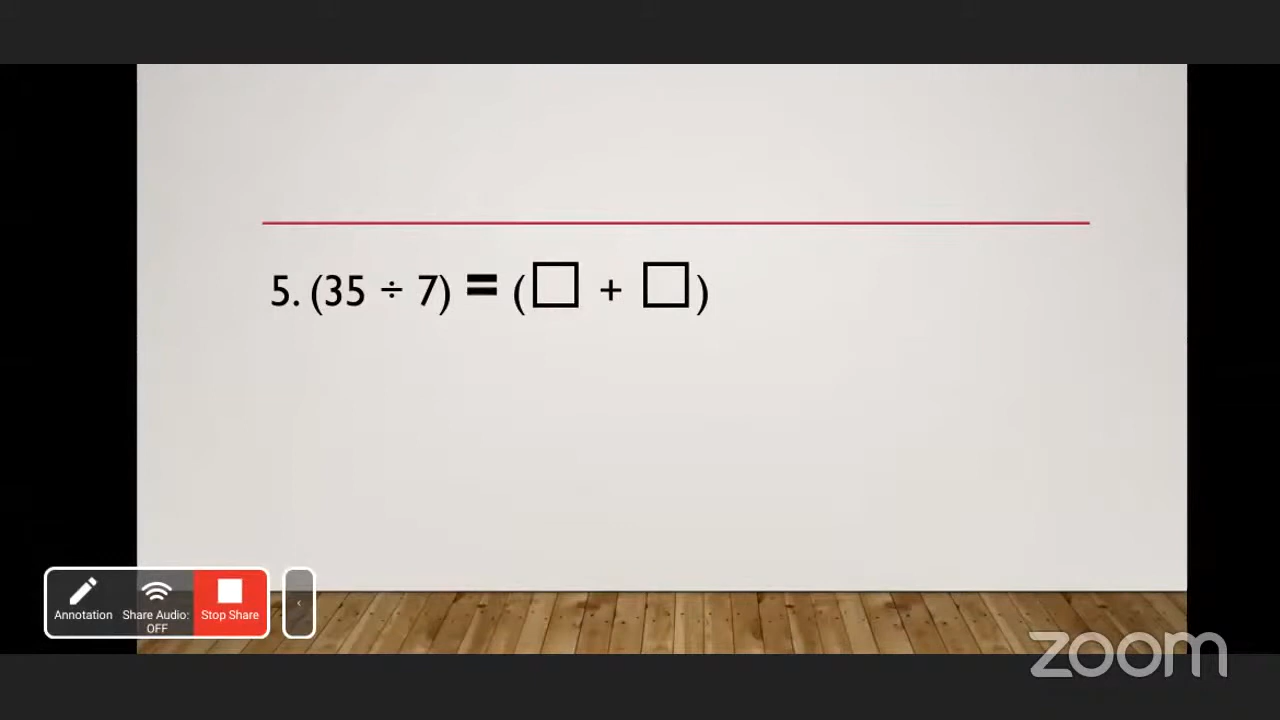 5. (35 ÷ 7) = (□ + □)
Annotation
Share Audio:
OFF
Stop Share
zoom